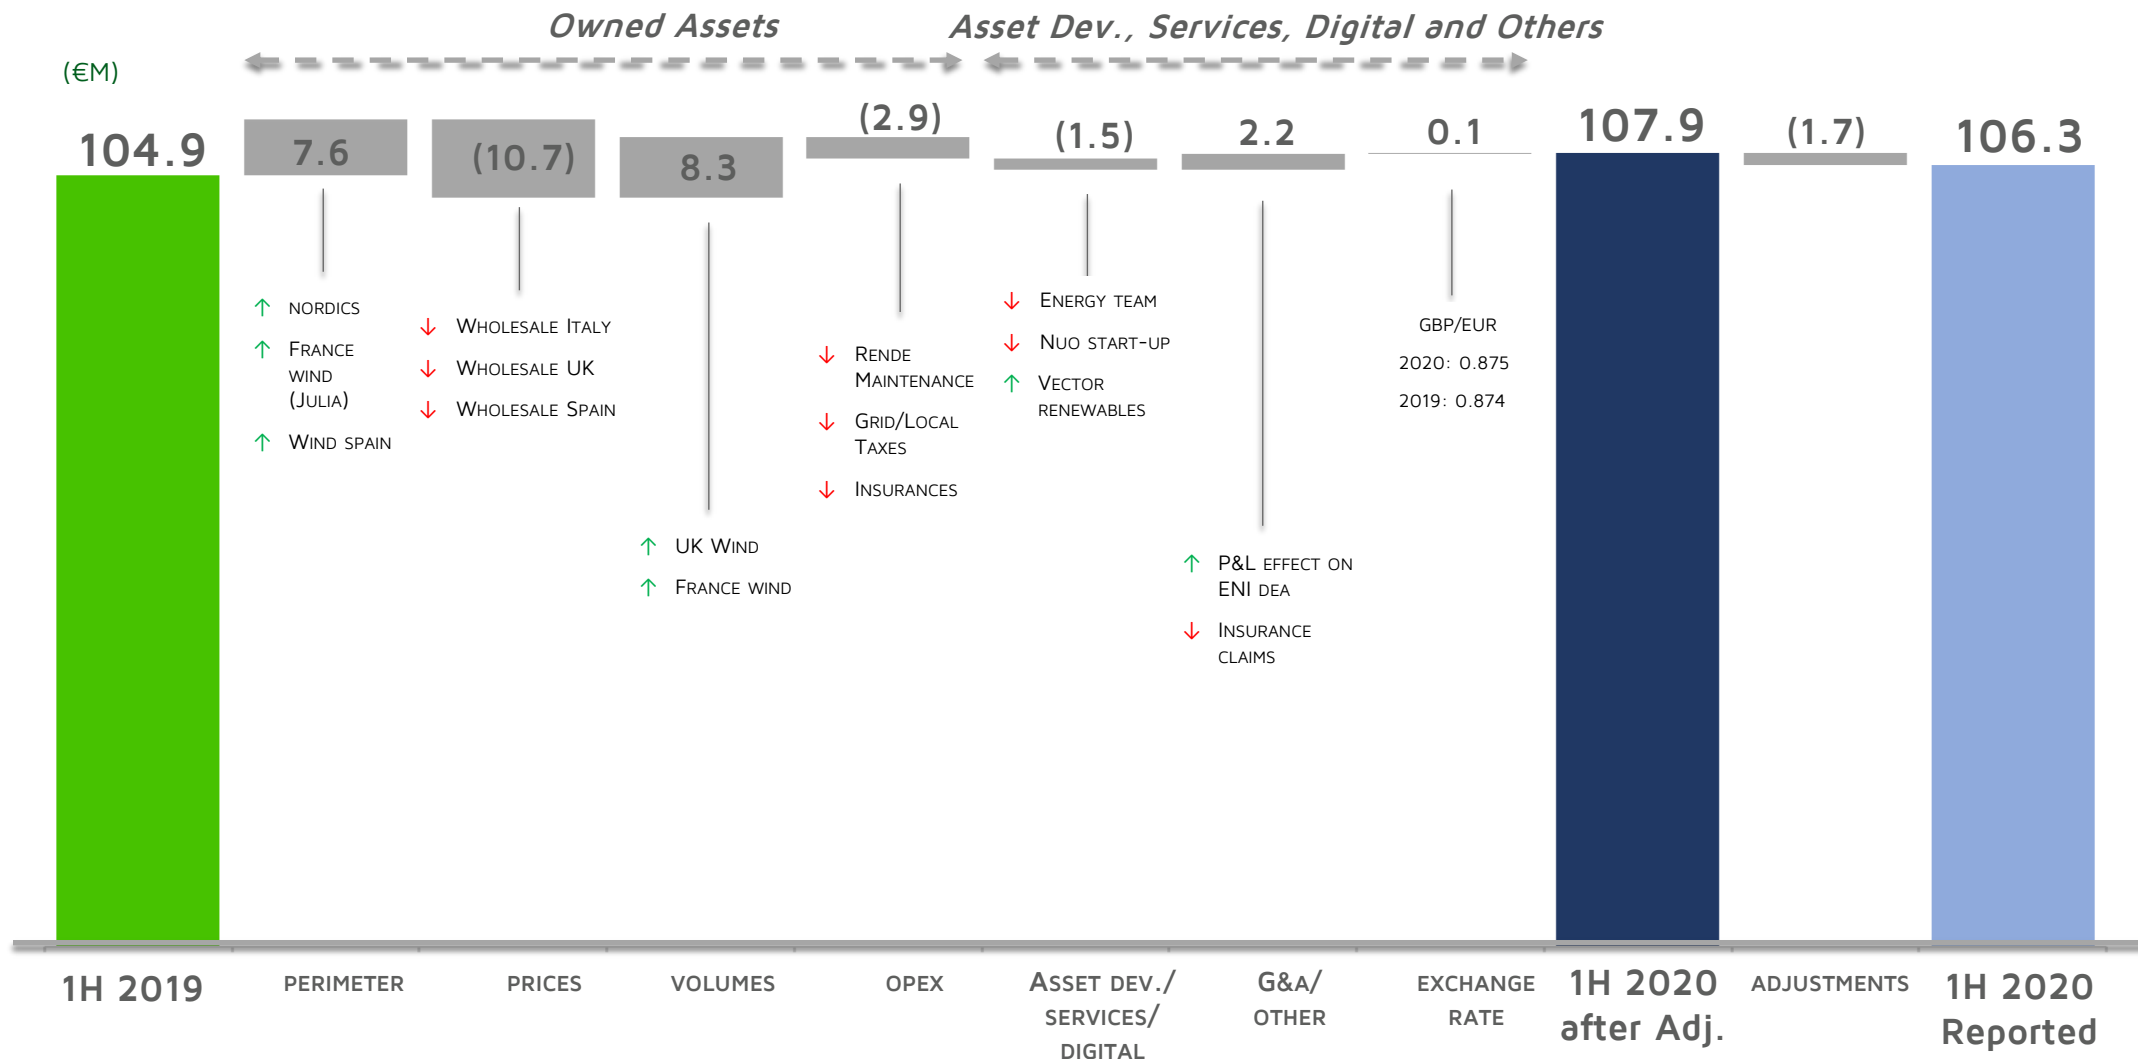 Owned Assets
Asset Dev., Services, Digital and Others
(€M)
104.9
7.6
(10.7)
8.3
(2.9)
(1.5)
2.2
0.1
107.9
(1.7)
106.3
↑ NORDICS
↑ FRANCE
WIND
(JULIA)
↑ WIND SPAIN
↓ WHOLESALE ITALY
↓ WHOLESALE UK
↓ WHOLESALE SPAIN
↑ UK WIND
↑ FRANCE WIND
↓ RENDE
MAINTENANCE
↓ GRID/LOCAL
TAXES
↓ INSURANCES
↓ ENERGY TEAM
↓ NUO START-UP
↑ VECTOR
RENEWABLES
↑ P&L EFFECT ON
ENI DEA
↓ INSURANCE
CLAIMS
GBP/EUR
2020: 0.875
2019: 0.874
1H 2019
PERIMETER
PRICES
VOLUMES
OPEX
ASSET DEV./
SERVICES/
DIGITAL
G&A/
OTHER
EXCHANGE
RATE
1H 2020
after Adj.
ADJUSTMENTS
1H 2020
Reported